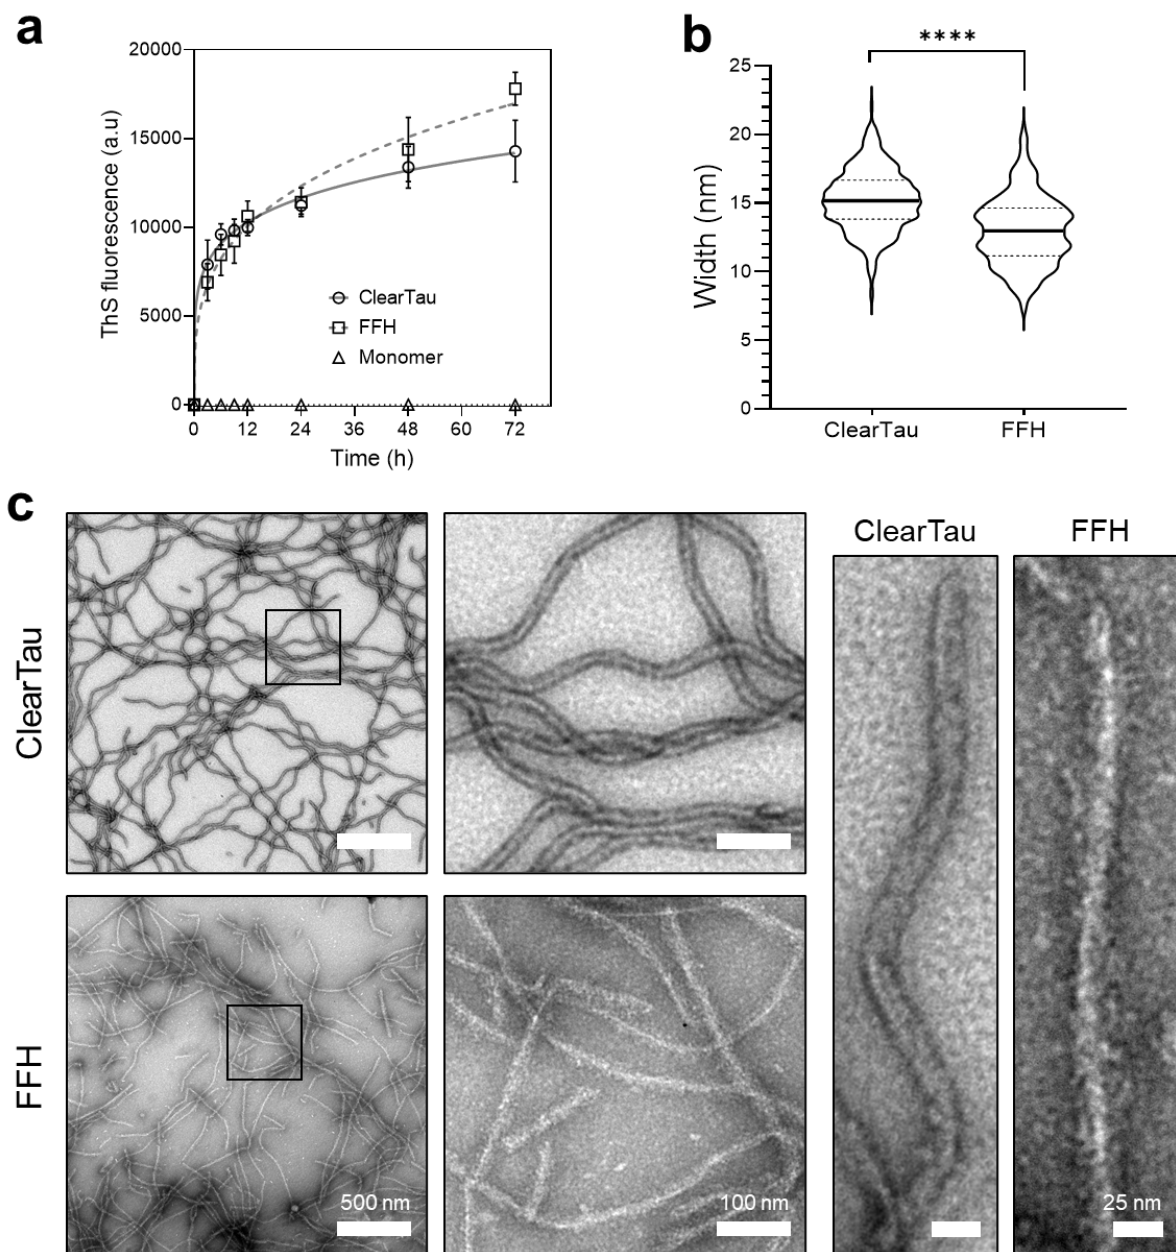 a
20000
15000
10000
5000
0
ThS fluorescence (a.u)
ClearTau
FFH
Monomer
0 12 24 36 48 60 72
Time (h)
b
****
25
20
15
10
5
0
Width (nm)
ClearTau FFH
c
ClearTau
FFH
ClearTau
FFH
500 nm
100 nm
25 nm